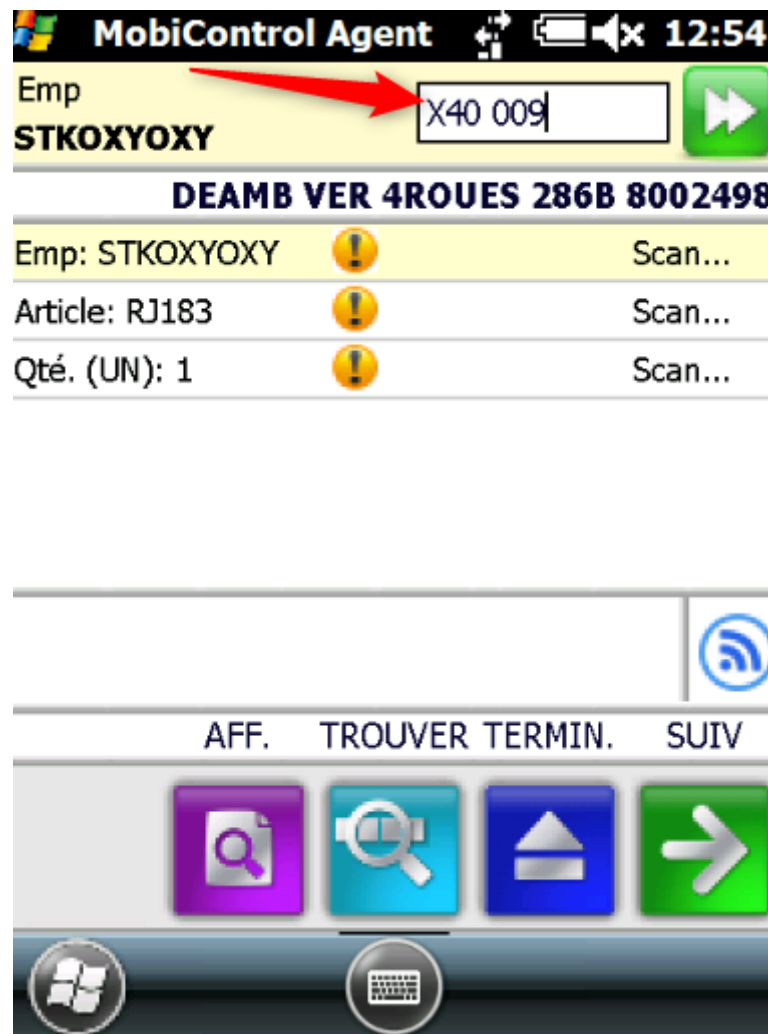 MobiControl Agent 12:54
Emp
X40 009
STKOXYOXY
DEAMB VER 4ROUES 286B 8002498
Emp: STKOXYOXY Scan...
Article: RJ183 Scan...
Qté. (UN): 1 Scan...
AFF. TROUVER TERMIN. SUIV